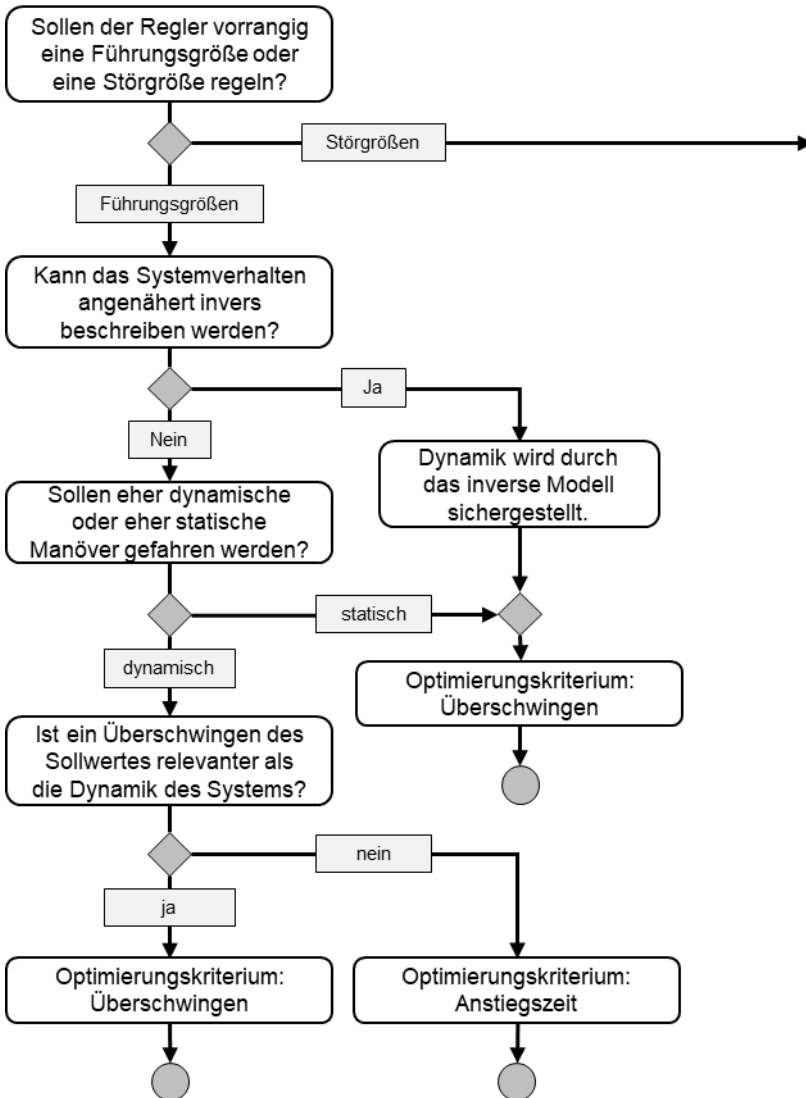 Sollen der Regler vorrangig
eine Führungsgröße oder
eine Störgröße regeln?
Störgrößen
Führungsgrößen
Kann das Systemverhalten
angenähert invers
beschreiben werden?
Ja
Nein
Dynamik wird durch
das inverse Modell
sichergestellt.
Sollen eher dynamische
oder eher statische
Manöver gefahren werden?
statisch
dynamisch
Optimierungskriterium:
Überschwingen
Ist ein Überschwingen des
Sollwertes relevanter als
die Dynamik des Systems?
nein
ja
Optimierungskriterium:
Überschwingen
Optimierungskriterium:
Anstiegszeit